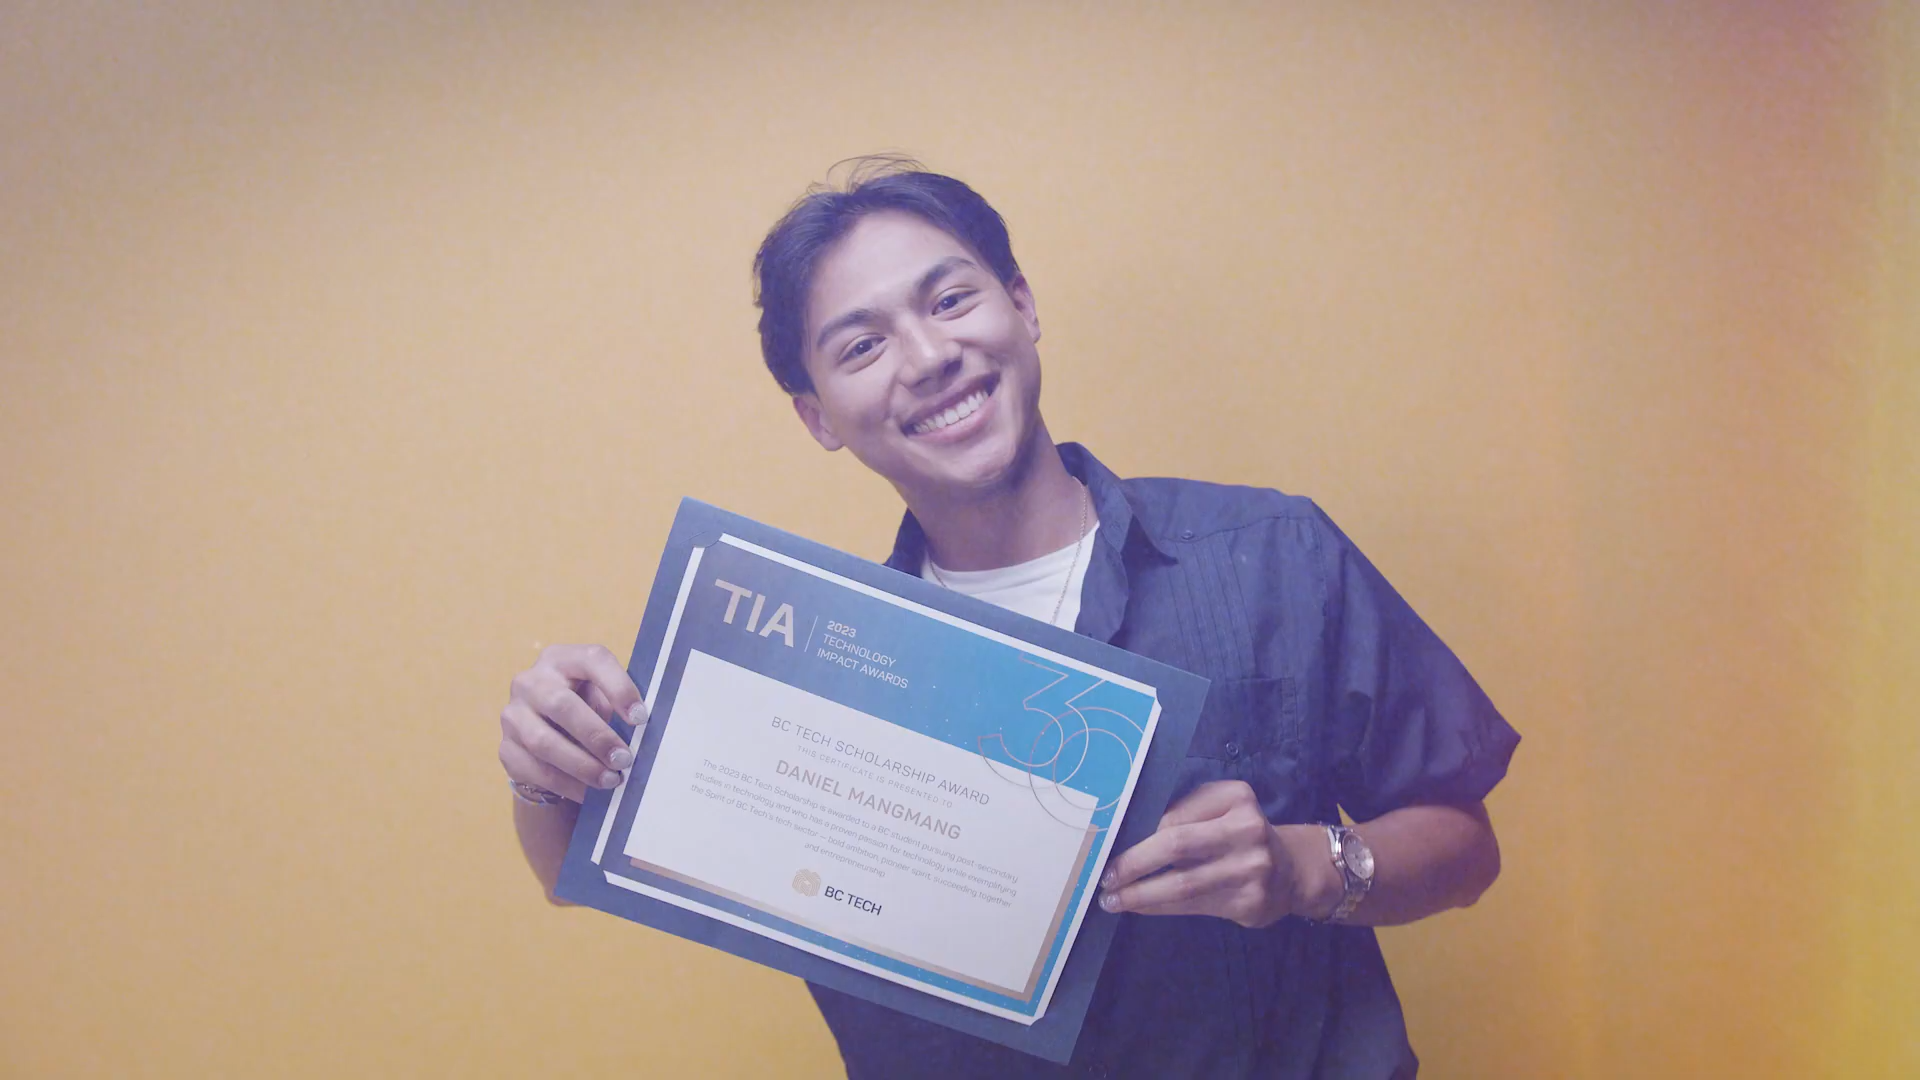 TIA
2023
TECHNOLOGY
IMPACT AWARDS
30
BC TECH SCHOLARSHIP AWARD
THIS CERTIFICATE IS PRESENTED TO
DANIEL MANGMANG
The 2023 BC Tech Scholarship is awarded to a BC student pursuing post-secondary
studies in technology and who has a proven passion for technology while exemplifying
the Spirit of BC Tech's tech sector — bold ambition, pioneer spirit, succeeding together
and entrepreneurship
BC TECH